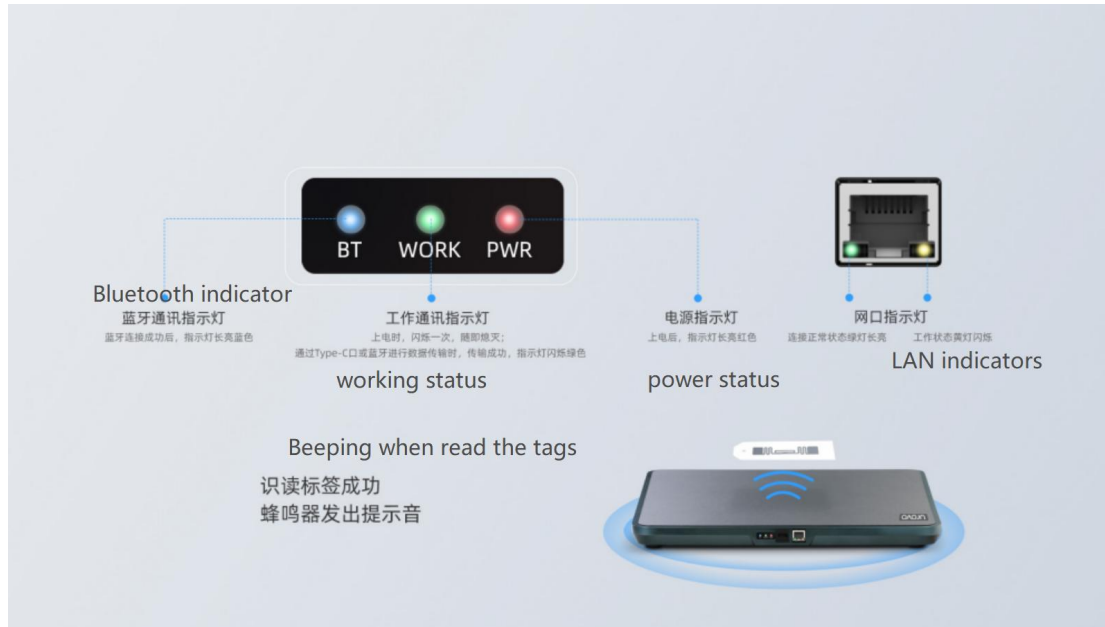 BT WORK PWR
Bluetooth indicator
蓝牙通讯指示灯
蓝牙连接成功后，指示灯长亮蓝色
工作通讯指示灯
上电时，闪烁一次，随即熄灭；
通过Type-C口或蓝牙进行数据传输时，传输成功，指示灯闪烁绿色
working status
电源指示灯
上电后，指示灯长亮红色
power status
网口指示灯
连接正常状态绿灯长亮 工作状态黄灯闪烁
LAN indicators
Beeping when read the tags
识读标签成功
蜂鸣器发出提示音
UROVO